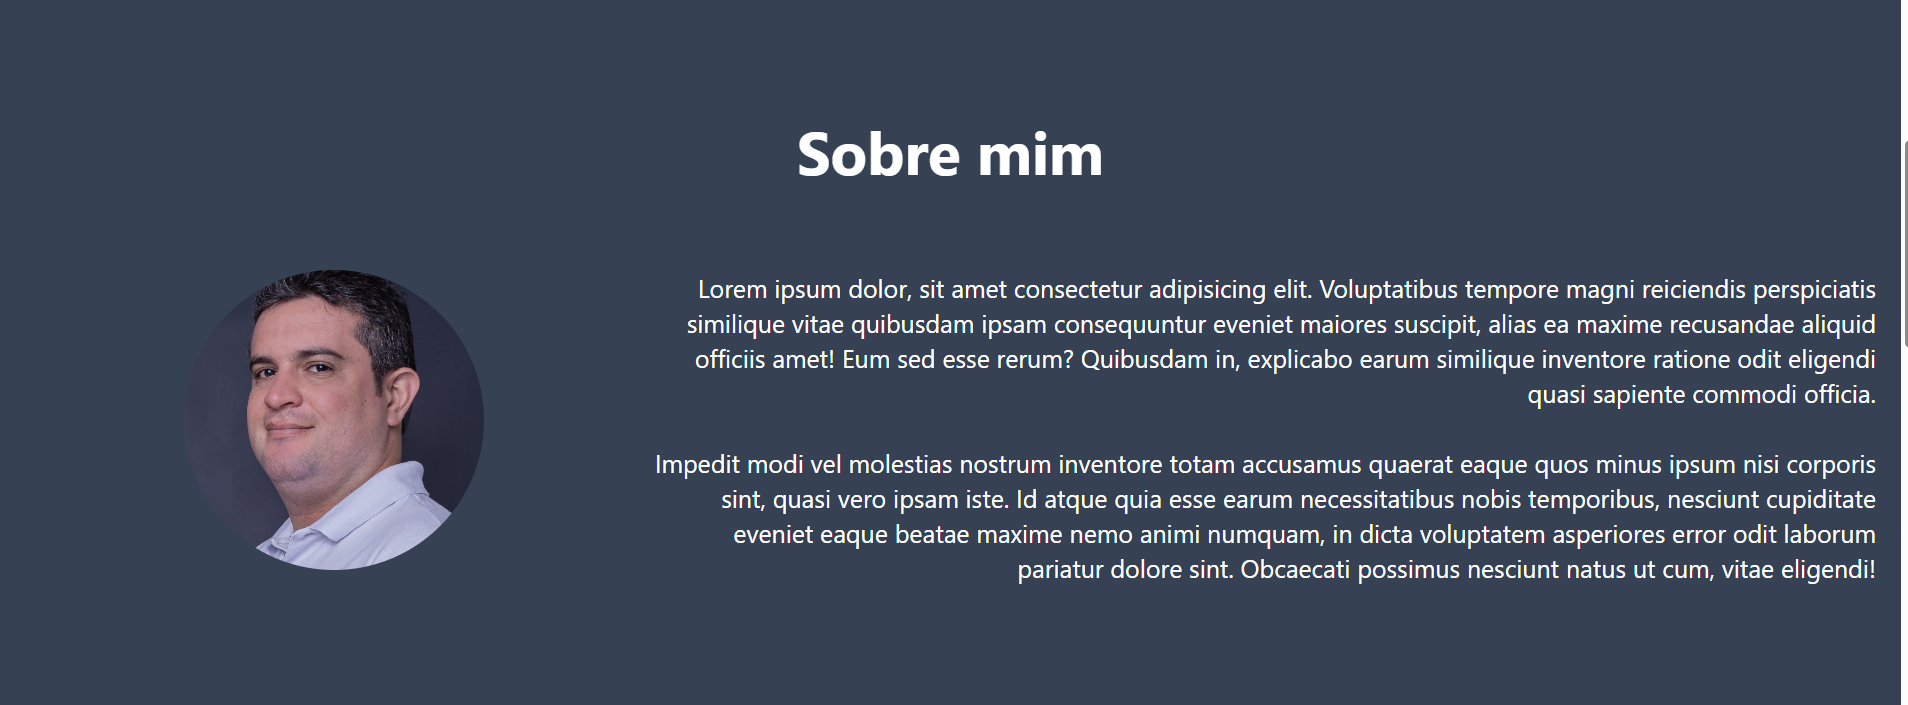 Sobre mim
Lorem ipsum dolor, sit amet consectetur adipisicing elit. Voluptatibus tempore magni reiciendis perspiciatis
similique vitae quibusdam ipsam consequuntur eveniet maiores suscipit, alias ea maxime recusandae aliquid
officiis amet! Eum sed esse rerum? Quibusdam in, explicabo earum similique inventore ratione odit eligendi
quasi sapiente commodi officia.
Impedit modi vel molestias nostrum inventore totam accusamus quaerat eaque quos minus ipsum nisi corporis
sint, quasi vero ipsam iste. Id atque quia esse earum necessitatibus nobis temporibus, nesciunt cupiditate
eveniet eaque beatae maxime nemo animi numquam, in dicta voluptatem asperiores error odit laborum
pariatur dolore sint. Obcaecati possimus nesciunt natus ut cum, vitae eligendi!